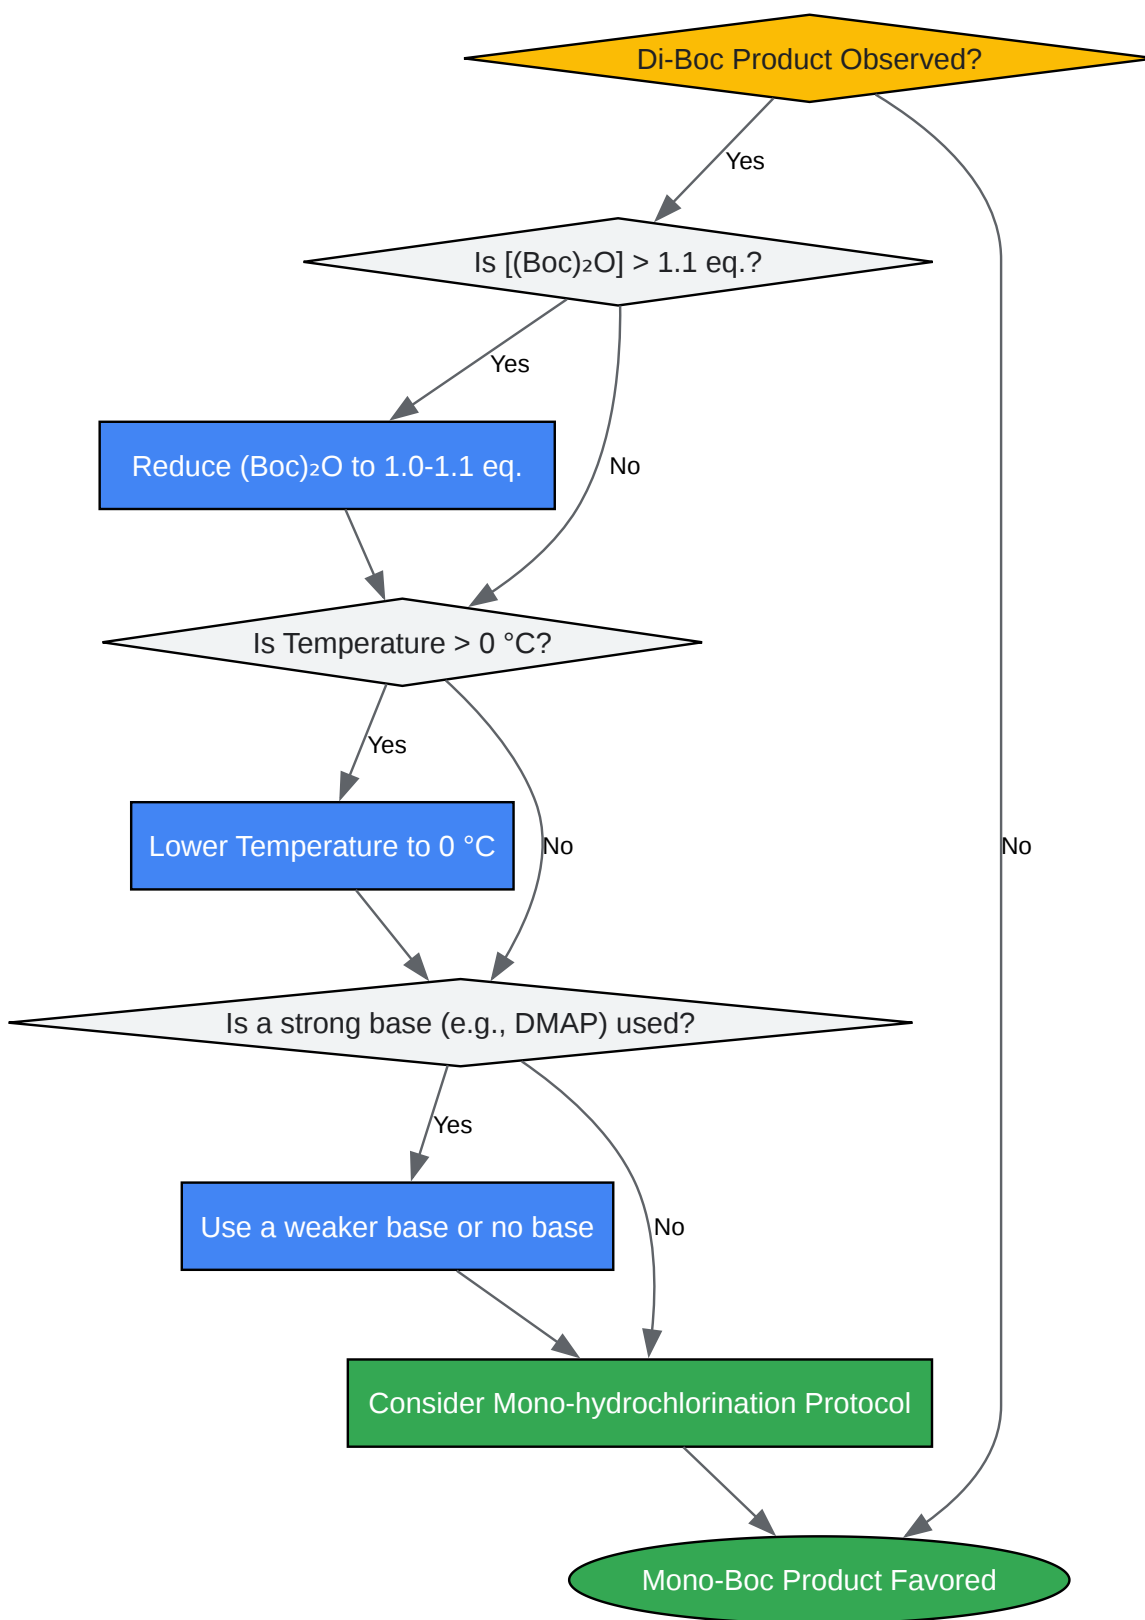 Di-Boc Product Observed?
Yes
Is [(Boc)₂O] > 1.1 eq.?
Yes
Reduce (Boc)₂O to 1.0-1.1 eq.
No
Is Temperature > 0 °C?
Yes
Lower Temperature to 0 °C
No
No
Is a strong base (e.g., DMAP) used?
Yes
Use a weaker base or no base
No
Consider Mono-hydrochlorination Protocol
Mono-Boc Product Favored